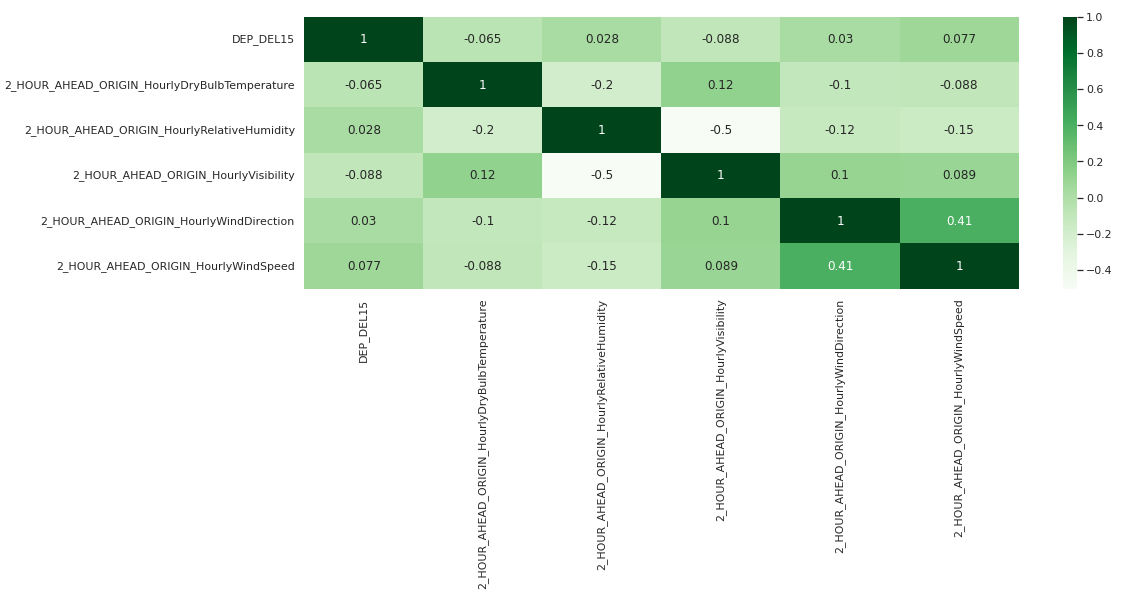 DEP_DEL15 1 -0.065 0.028 -0.088 0.03 0.077
2_HOUR_AHEAD_ORIGIN_HourlyDryBulbTemperature -0.065 1 -0.2 0.12 -0.1 -0.088
2_HOUR_AHEAD_ORIGIN_HourlyRelativeHumidity 0.028 -0.2 1 -0.5 -0.12 -0.15
2_HOUR_AHEAD_ORIGIN_HourlyVisibility -0.088 0.12 -0.5 1 0.1 0.089
2_HOUR_AHEAD_ORIGIN_HourlyWindDirection 0.03 -0.1 -0.12 0.1 1 0.41
2_HOUR_AHEAD_ORIGIN_HourlyWindSpeed 0.077 -0.088 -0.15 0.089 0.41 1
DEP_DEL15
2_HOUR_AHEAD_ORIGIN_HourlyDryBulbTemperature
2_HOUR_AHEAD_ORIGIN_HourlyRelativeHumidity
2_HOUR_AHEAD_ORIGIN_HourlyVisibility
2_HOUR_AHEAD_ORIGIN_HourlyWindDirection
2_HOUR_AHEAD_ORIGIN_HourlyWindSpeed
1.0
0.8
0.6
0.4
0.2
0.0
−0.2
−0.4